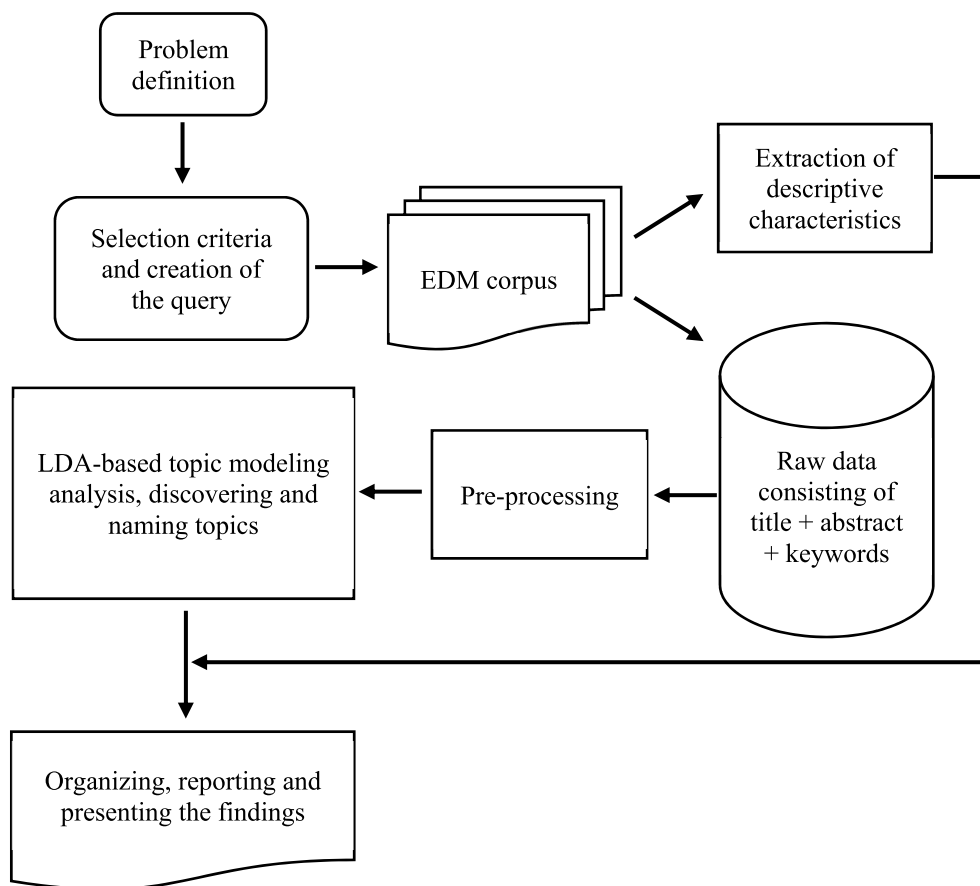 Problem
definition
Selection criteria
and creation of
the query
EDM corpus
Extraction of
descriptive
characteristics
Raw data
consisting of
title + abstract
+ keywords
Pre-processing
LDA-based topic modeling
analysis, discovering and
naming topics
Organizing, reporting and
presenting the findings